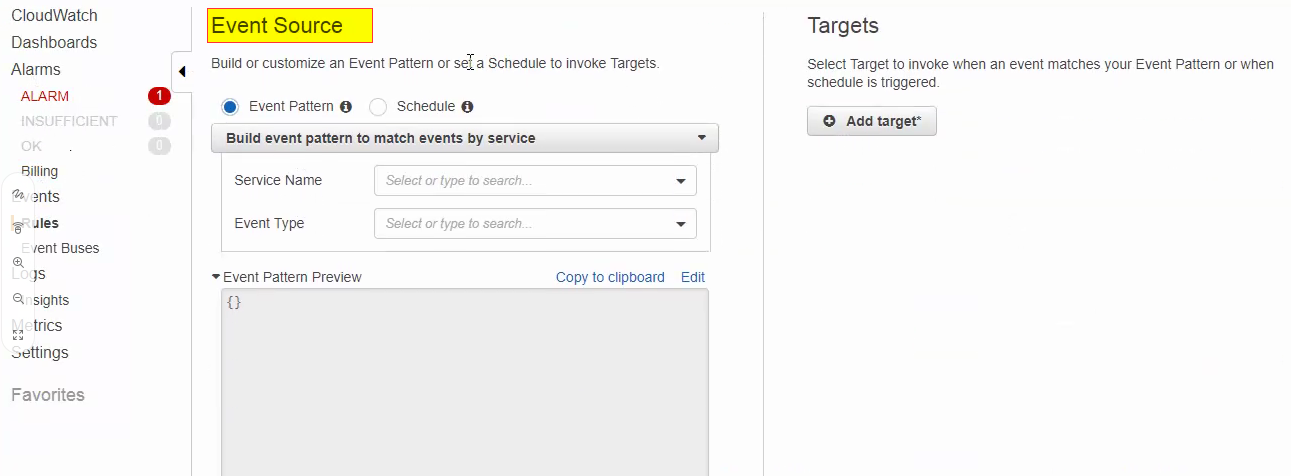 CloudWatch
Dashboards
Alarms
ALARM 1
INSUFFICIENT 0
OK 0
Billing
Events
Rules
Event Buses
Logs
Insights
Metrics
Settings
Favorites
Event Source
Build or customize an Event Pattern or set a Schedule to invoke Targets.
Event Pattern Schedule
Build event pattern to match events by service
Service Name Select or type to search...
Event Type Select or type to search...
Event Pattern Preview Copy to clipboard Edit
{}
Targets
Select Target to invoke when an event matches your Event Pattern or when
schedule is triggered.
Add target*